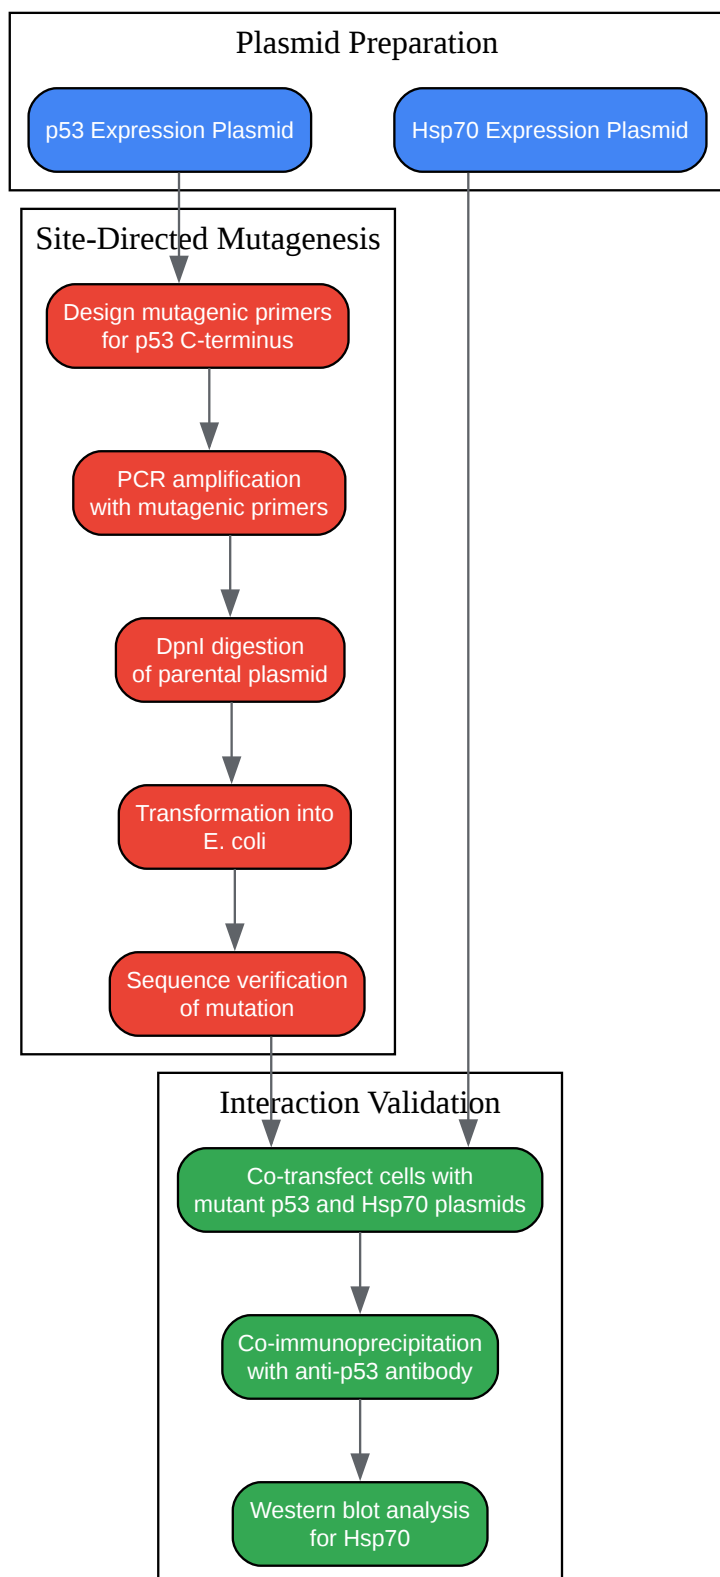 Plasmid Preparation
p53 Expression Plasmid
Hsp70 Expression Plasmid
Site-Directed Mutagenesis
Design mutagenic primers
for p53 C-terminus
PCR amplification
with mutagenic primers
DpnI digestion
of parental plasmid
Transformation into
E. coli
Sequence verification
of mutation
Interaction Validation
Co-transfect cells with
mutant p53 and Hsp70 plasmids
Co-immunoprecipitation
with anti-p53 antibody
Western blot analysis
for Hsp70